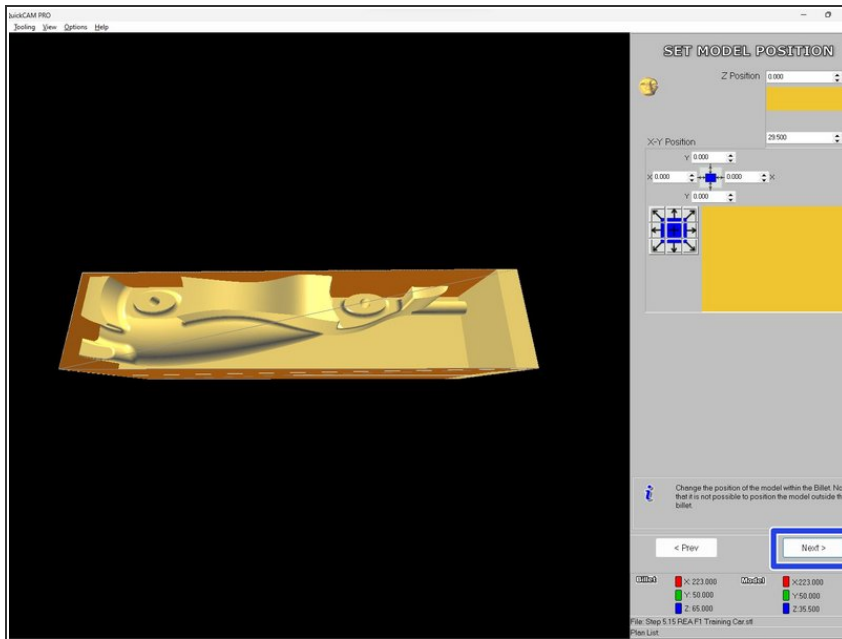 uickCAM PRO
Tooling View Options Help
SET MODEL POSITION
Z Position 0.000
29.500
X-Y Position
Y 0.000
X 0.000 0.000 X
Y 0.000
Change the position of the model within the Billet. No
that it is not possible to position the model outside th
billet.
< Prev Next >
Billet X: 223.000 Model X:223.000
Y: 50.000 Y:50.000
Z: 65.000 Z:35.500
File: Step 5.15 REA F1 Training Car.stl
Plan List